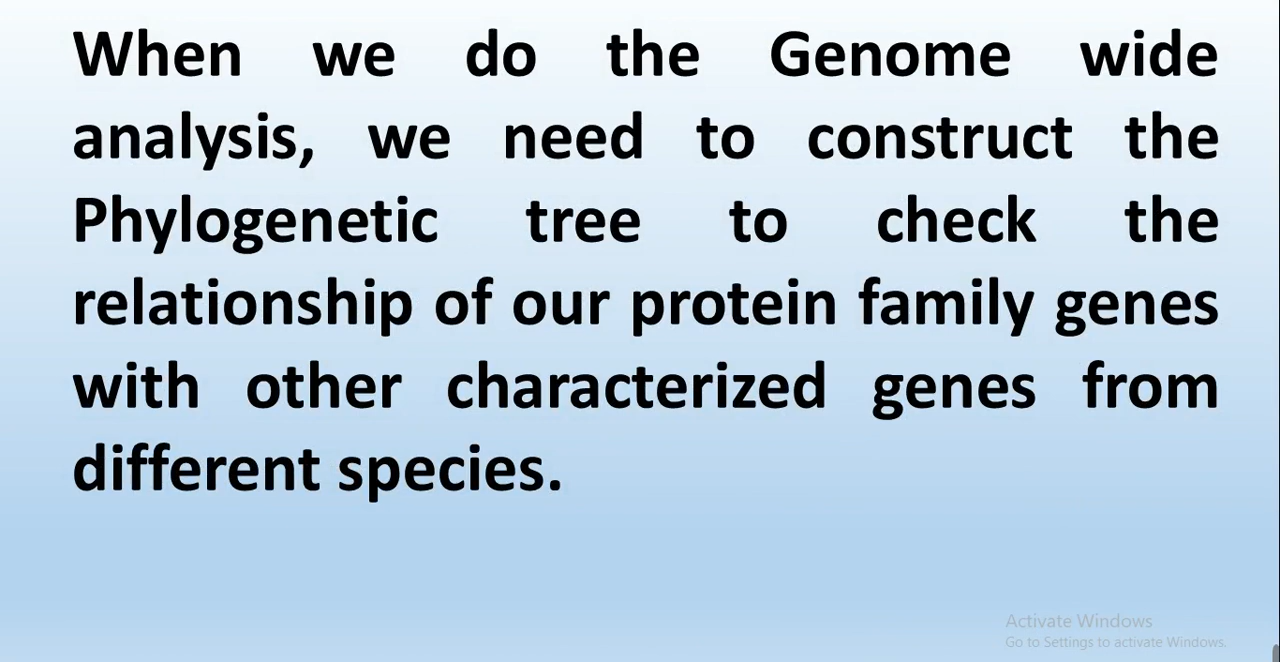 When we do the Genome wide
analysis, we need to construct the
Phylogenetic tree to check the
relationship of our protein family genes
with other characterized genes from
different species.
Activate Windows
Go to Settings to activate Windows.